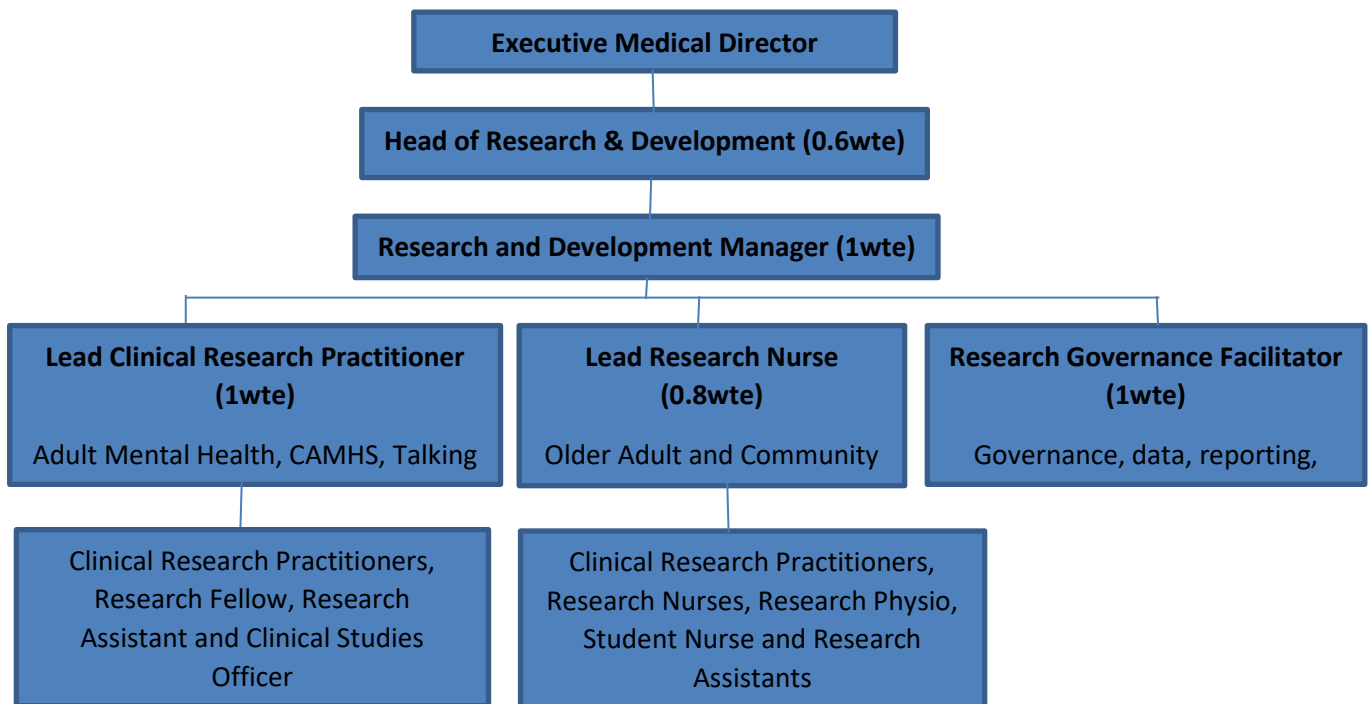 Executive Medical Director
Head of Research & Development (0.6wte)
Research and Development Manager (1wte)
Lead Clinical Research Practitioner
(1wte)
Adult Mental Health, CAMHS, Talking
Lead Research Nurse
(0.8wte)
Older Adult and Community
Research Governance Facilitator
(1wte)
Governance, data, reporting,
Clinical Research Practitioners,
Research Fellow, Research
Assistant and Clinical Studies
Officer
Clinical Research Practitioners,
Research Nurses, Research Physio,
Student Nurse and Research
Assistants